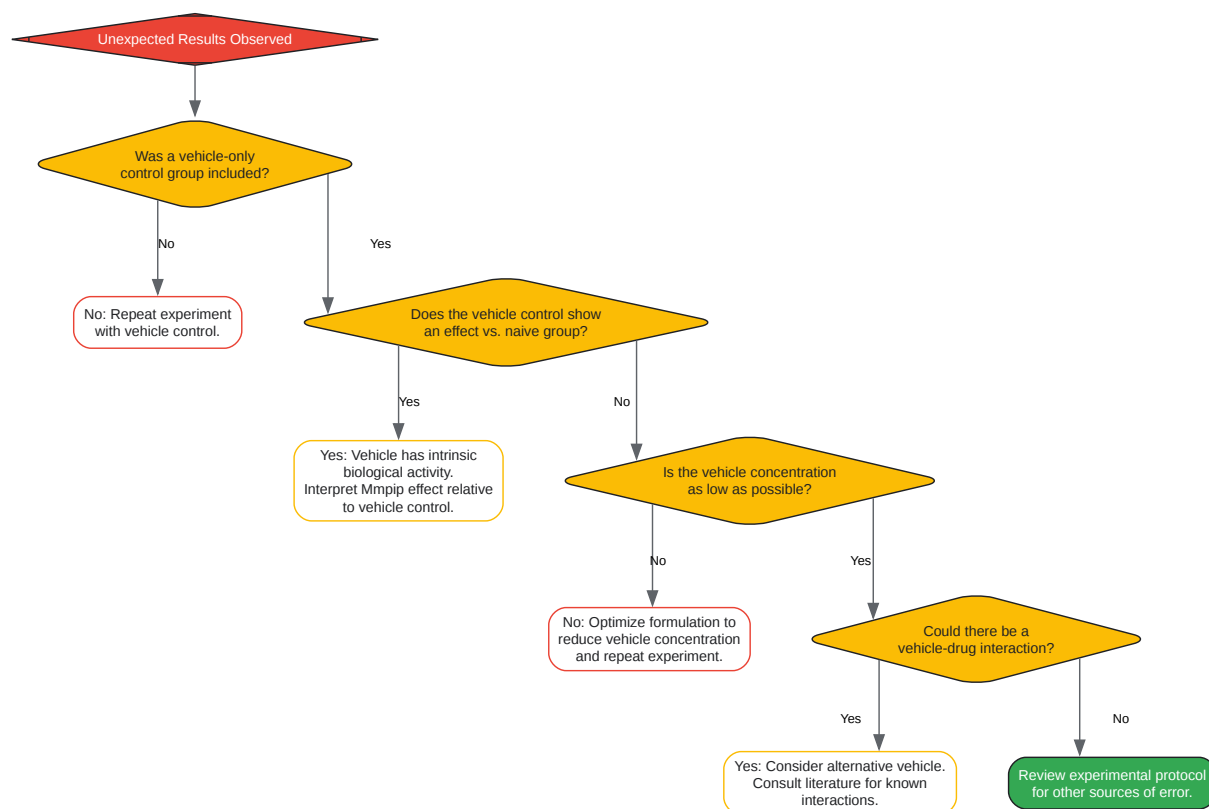 Unexpected Results Observed
Was a vehicle-only
control group included?
No
Yes
No: Repeat experiment
with vehicle control.
Does the vehicle control show
an effect vs. naive group?
Yes
No
Yes: Vehicle has intrinsic
biological activity.
Interpret Mmpip effect relative
to vehicle control.
Is the vehicle concentration
as low as possible?
No
Yes
No: Optimize formulation to
reduce vehicle concentration
and repeat experiment.
Could there be a
vehicle-drug interaction?
Yes
No
Yes: Consider alternative vehicle.
Consult literature for known
interactions.
Review experimental protocol
for other sources of error.